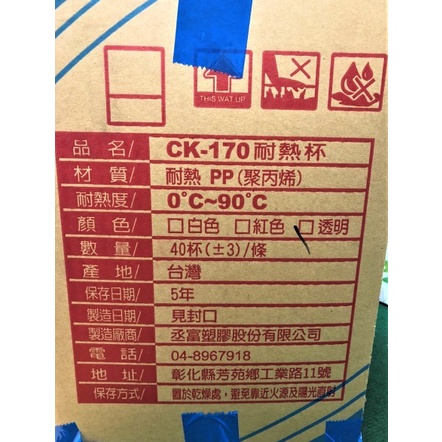 THIS WAY UP
品名/ CK-170耐熱杯
材質/ 耐熱 PP(聚丙烯)
耐熱度/ 0°C~90°C
顏色/ □白色 □紅色 □透明
數量/ 40杯(±3)/條
產地/ 台灣
保存日期/ 5年
製造日期/ 見封口
製造廠商/ 丞富塑膠股份有限公司
電話/ 04-8967918
地址/ 彰化縣芳苑鄉工業路11號
保存方式/ 置於乾燥處，避免靠近火源及陽光直射